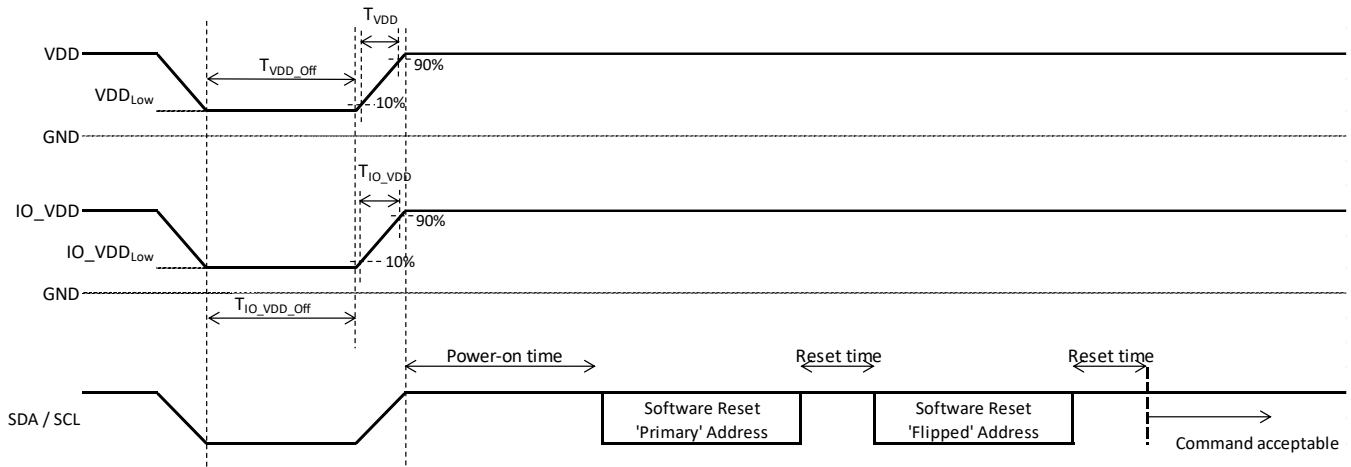 T_VDD
VDD
T_VDD_Off
90%
VDD_Low
10%
GND
T_IO_VDD
IO_VDD
90%
IO_VDD_Low
10%
GND
T_IO_VDD_Off
Power-on time
Reset time
Reset time
SDA / SCL
Software Reset
'Primary' Address
Software Reset
'Flipped' Address
Command acceptable